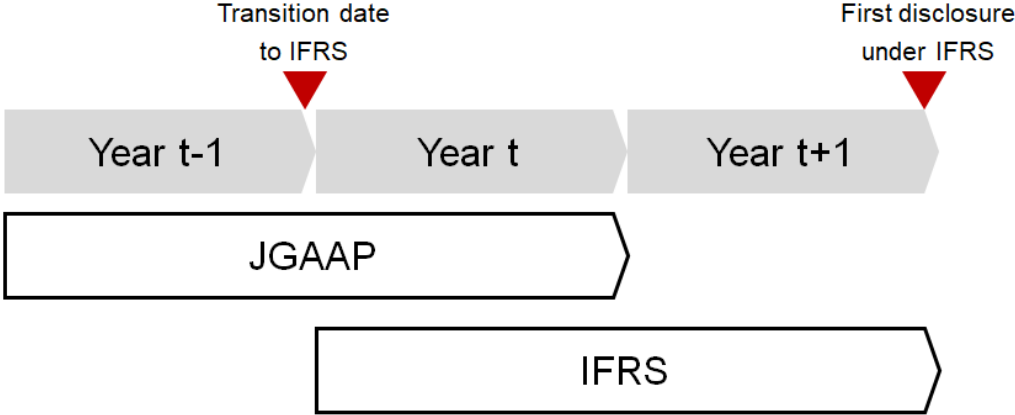 Transition date
to IFRS
First disclosure
under IFRS
Year t-1
Year t
Year t+1
JGAAP
IFRS